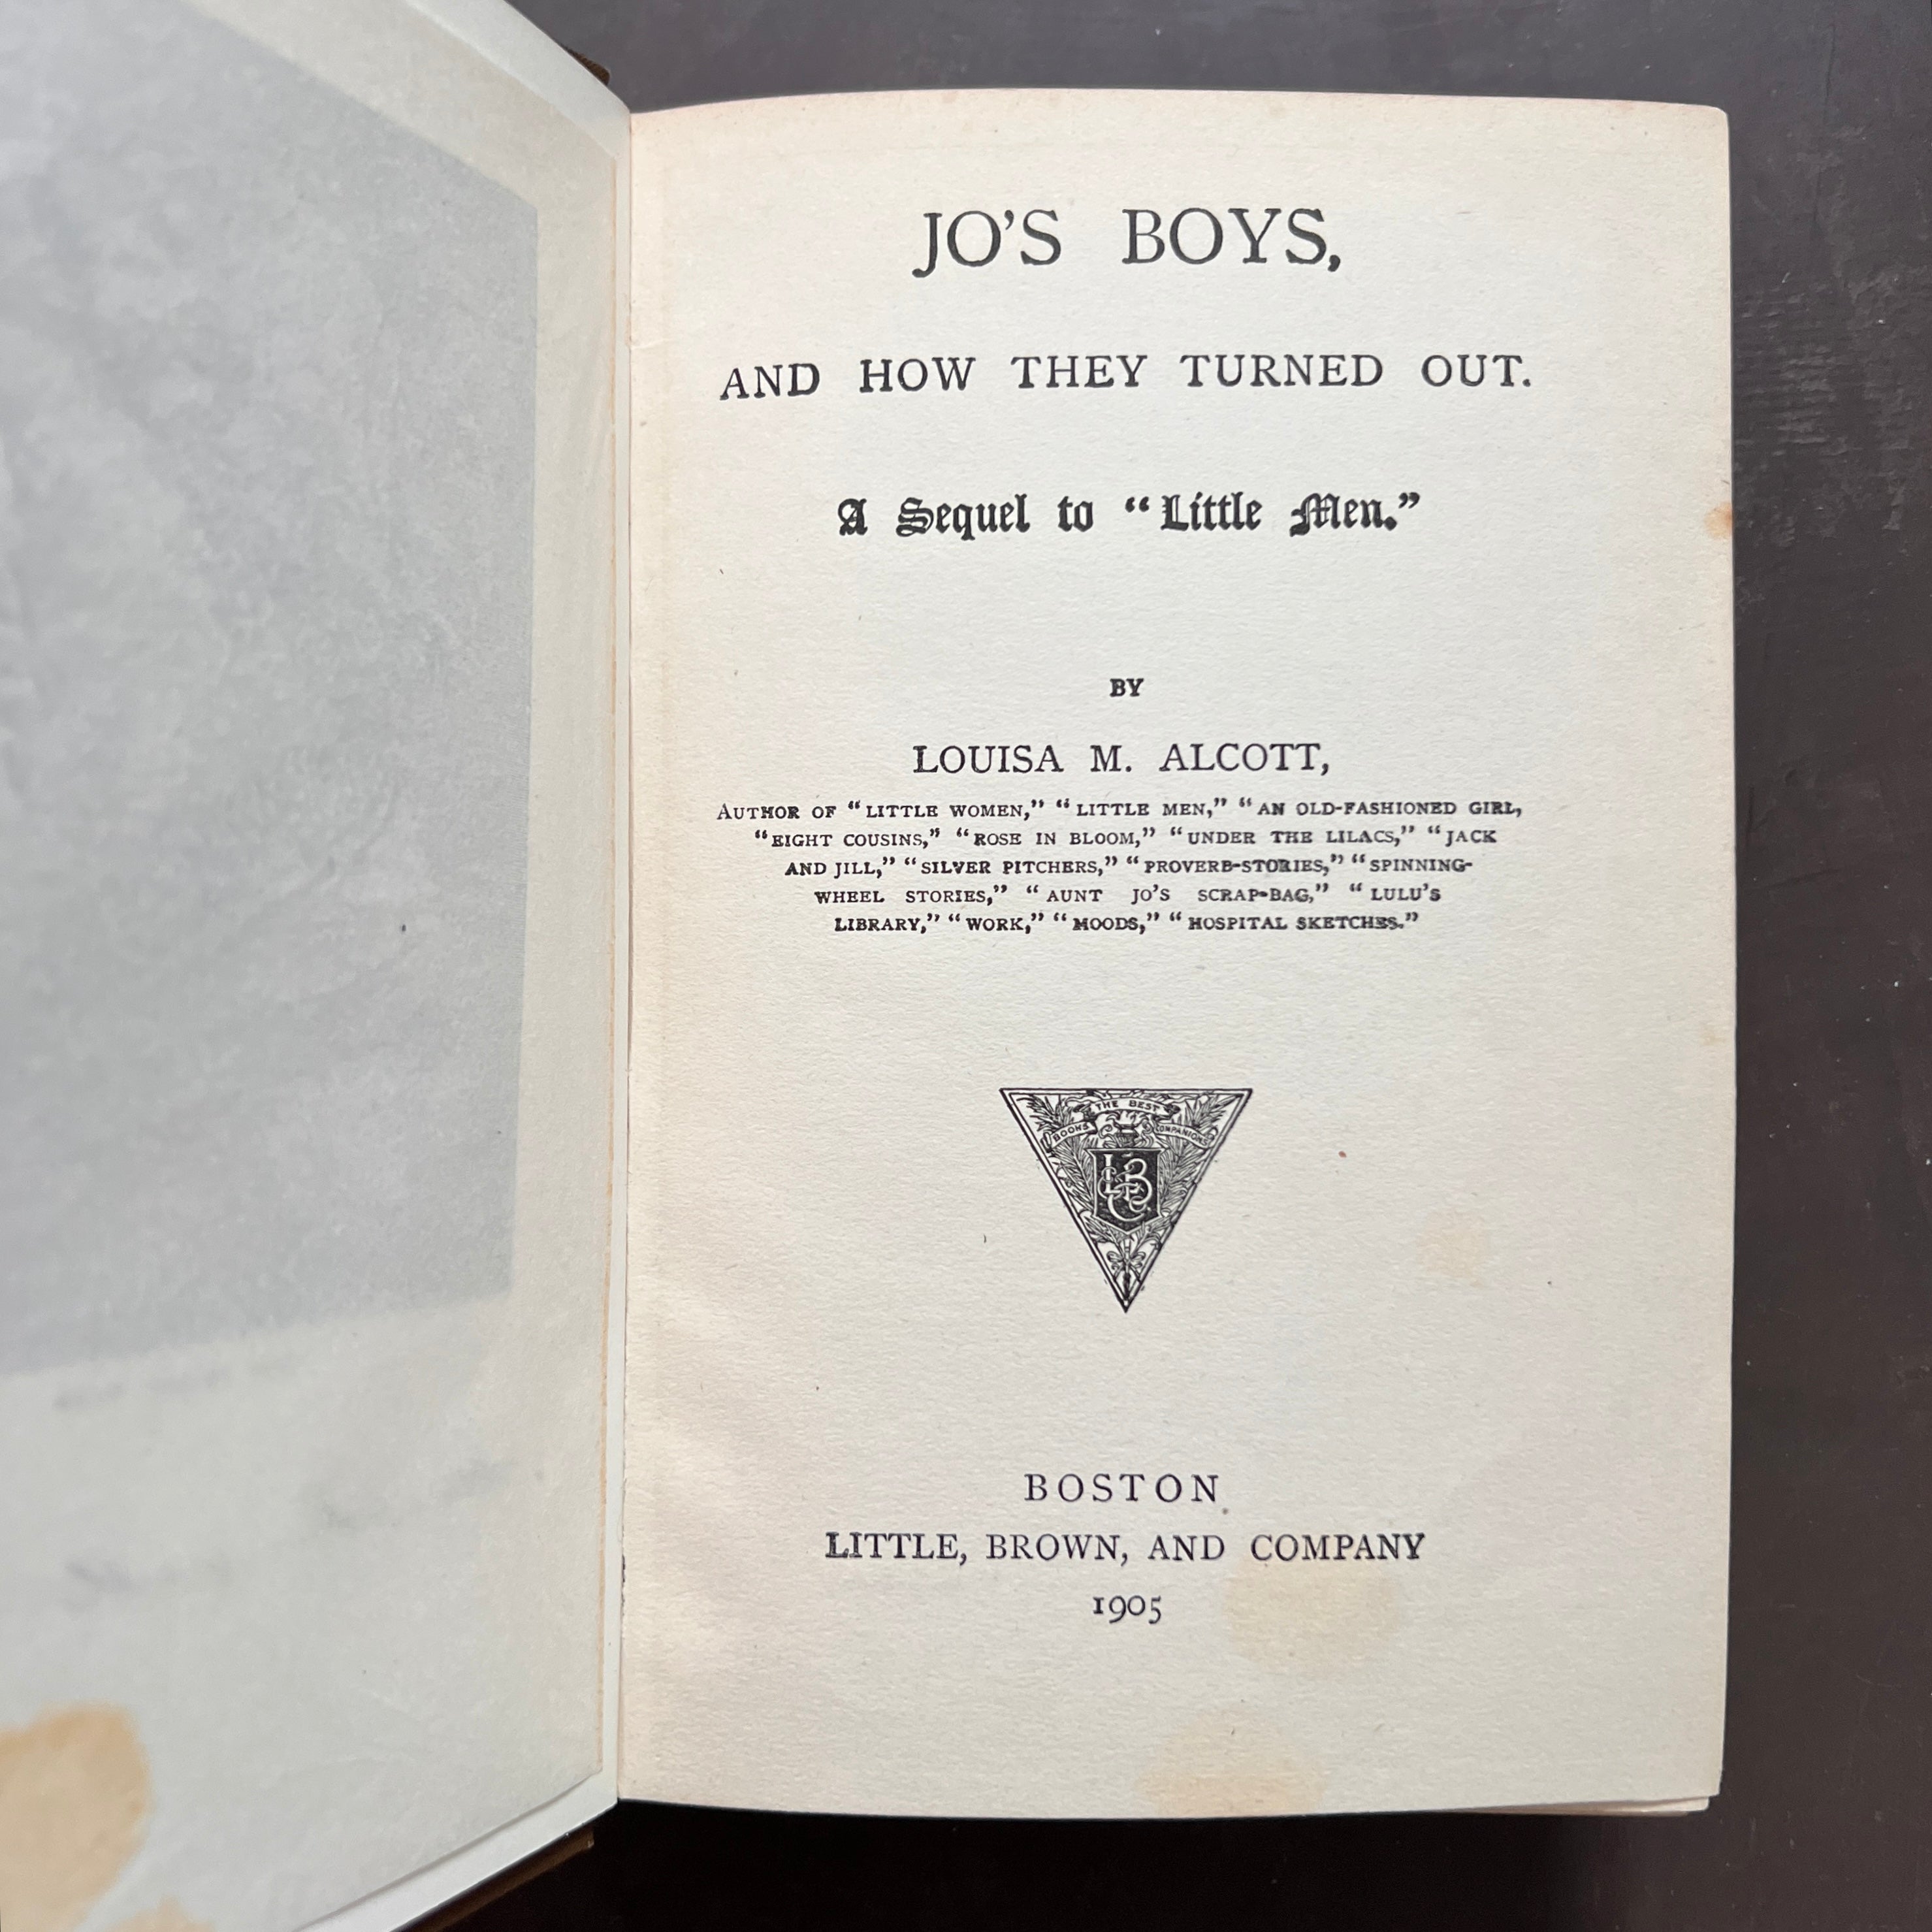 JO'S BOYS,
AND HOW THEY TURNED OUT.
A Sequel to “Little Men.”
BY
LOUISA M. ALCOTT,
AUTHOR OF “LITTLE WOMEN,” “LITTLE MEN,” “AN OLD-FASHIONED GIRL,
“EIGHT COUSINS,” “ROSE IN BLOOM,” “UNDER THE LILACS,” “JACK
AND JILL,” “SILVER PITCHERS,” “PROVERB-STORIES,” “SPINNING-
WHEEL STORIES,” “AUNT JO'S SCRAP-BAG,” “LULU'S
LIBRARY,” “WORK,” “MOODS,” “HOSPITAL SKETCHES.”
BOOKS THE BEST COMPANIONS
LB&C
BOSTON
LITTLE, BROWN, AND COMPANY
1905